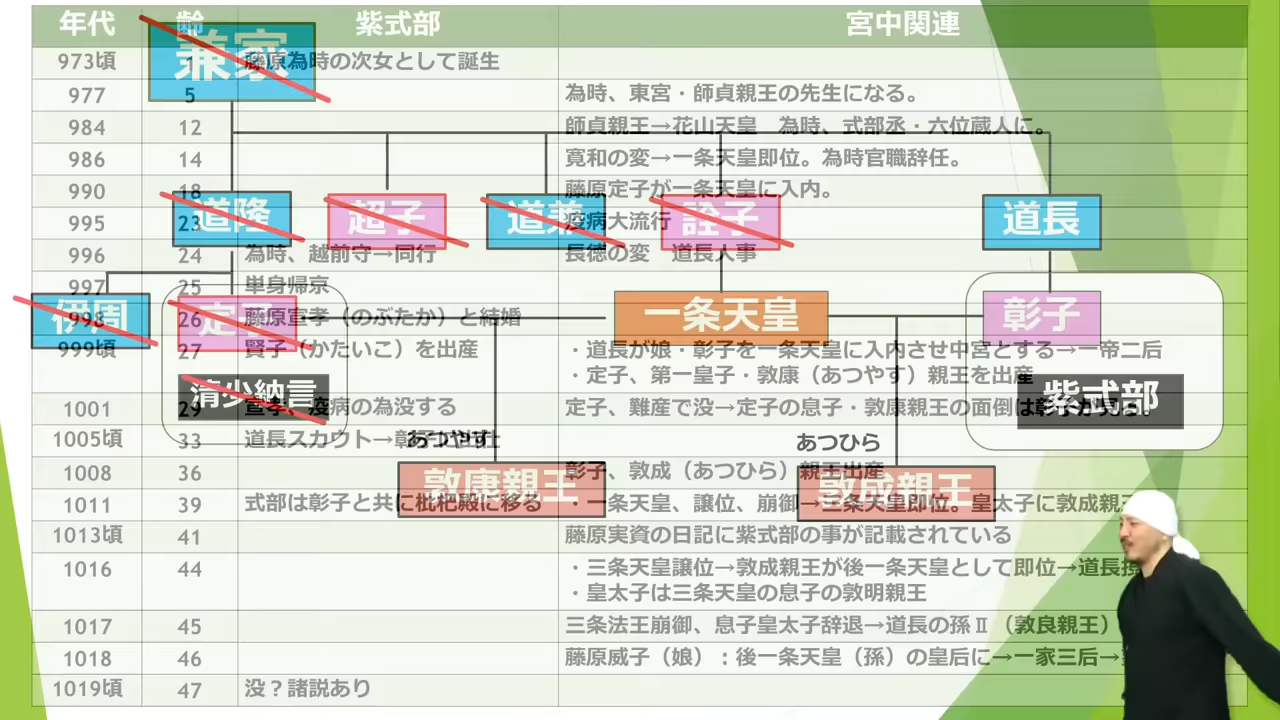 年代 齢 紫式部 宮中関連
兼家
973頃 1 藤原為時の次女として誕生
977 5 為時、東宮・師貞親王の先生になる。
984 12 師貞親王→花山天皇 為時、式部丞・六位蔵人に。
986 14 寛和の変→一条天皇即位。為時官職辞任。
990 18 藤原定子が一条天皇に入内。
道隆 超子 道兼 詮子 道長
995 23 疫病大流行
996 24 為時、越前守→同行 長徳の変 道長人事
997 25 単身帰京
伊周 定子 一条天皇 彰子
998 26 藤原宣孝（のぶたか）と結婚
999頃 27 賢子（かたいこ）を出産 ・道長が娘・彰子を一条天皇に入内させ中宮とする→一帝二后
・定子、第一皇子・敦康（あつやす）親王を出産
清少納言 紫式部
1001 29 宣孝、疫病の為没する 定子、難産で没→定子の息子・敦康親王の面倒は彰子が
1005頃 33 道長スカウト→彰子に出仕
あつやす あつひら
1008 36 彰子、敦成（あつひら）親王出産
敦康親王 敦成親王
1011 39 式部は彰子と共に枇杷殿に移る ・一条天皇、譲位、崩御→三条天皇即位。皇太子に敦成親
1013頃 41 藤原実資の日記に紫式部の事が記載されている
1016 44 ・三条天皇譲位→敦成親王が後一条天皇として即位→道長
・皇太子は三条天皇の息子の敦明親王
1017 45 三条法王崩御、息子皇太子辞退→道長の孫Ⅱ（敦良親王）
1018 46 藤原威子（娘）：後一条天皇（孫）の皇后に→一家三后→
1019頃 47 没？諸説あり